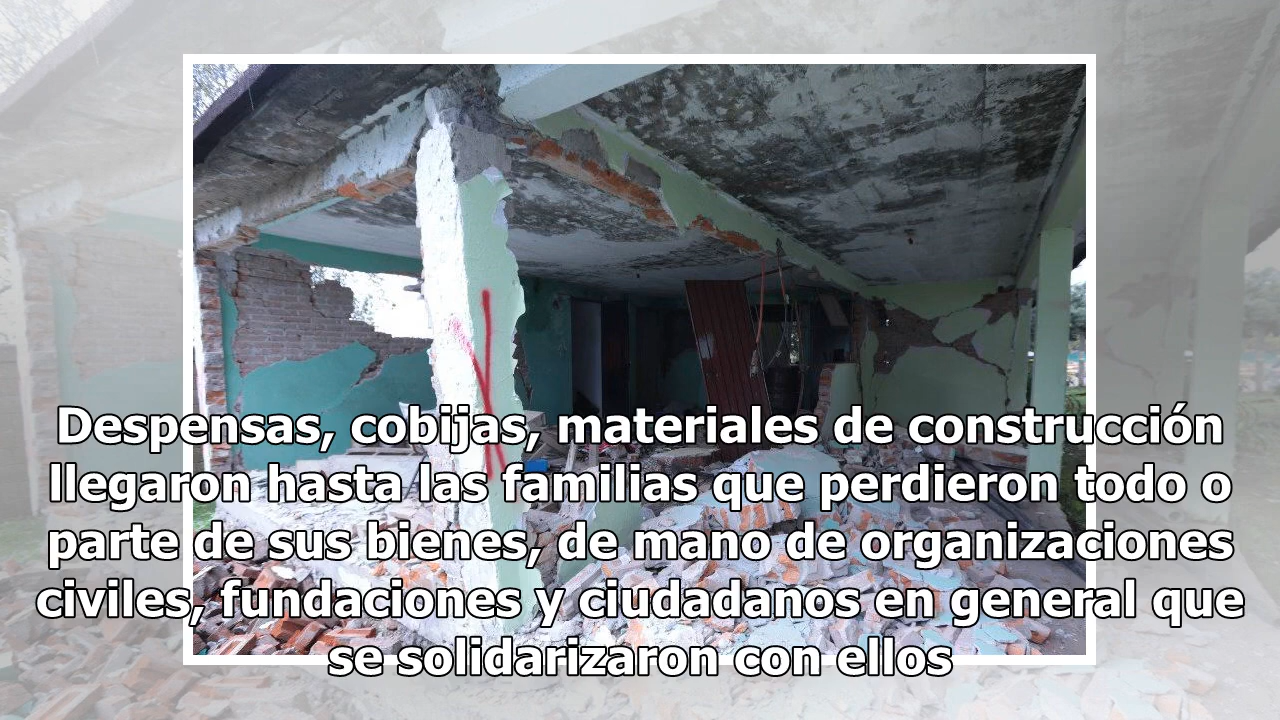 Despensas, cobijas, materiales de construcción
llegaron hasta las familias que perdieron todo o
parte de sus bienes, de mano de organizaciones
civiles, fundaciones y ciudadanos en general que
se solidarizaron con ellos